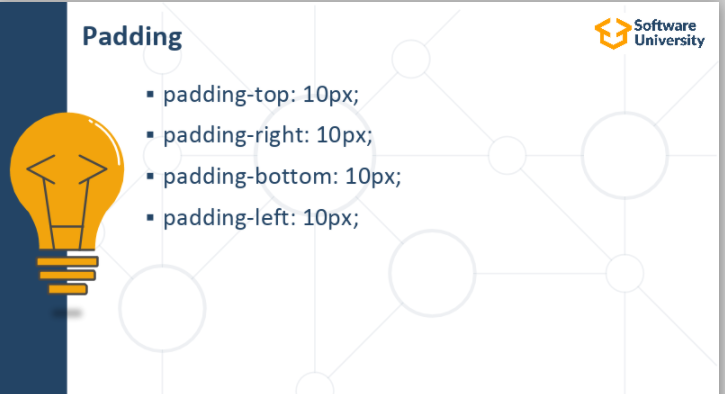 Padding
Software
University
▪ padding-top: 10px;
▪ padding-right: 10px;
▪ padding-bottom: 10px;
▪ padding-left: 10px;